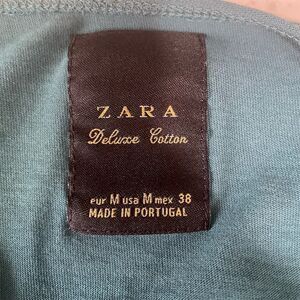 ZARA
Deluxe Cotton
eur M usa M mex 38
MADE IN PORTUGAL